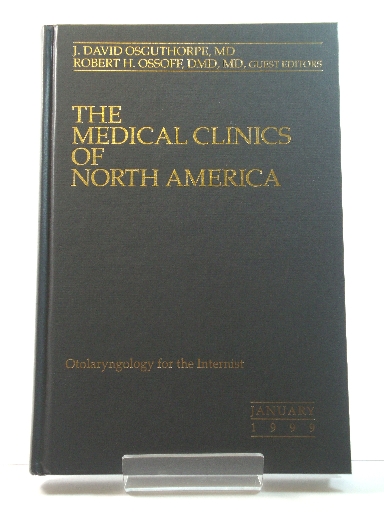 J. DAVID OSGUTHORPE, MD
ROBERT H. OSSOFF, DMD, MD, GUEST EDITORS
THE
MEDICAL CLINICS
OF
NORTH AMERICA
Otolaryngology for the Internist
JANUARY
1999